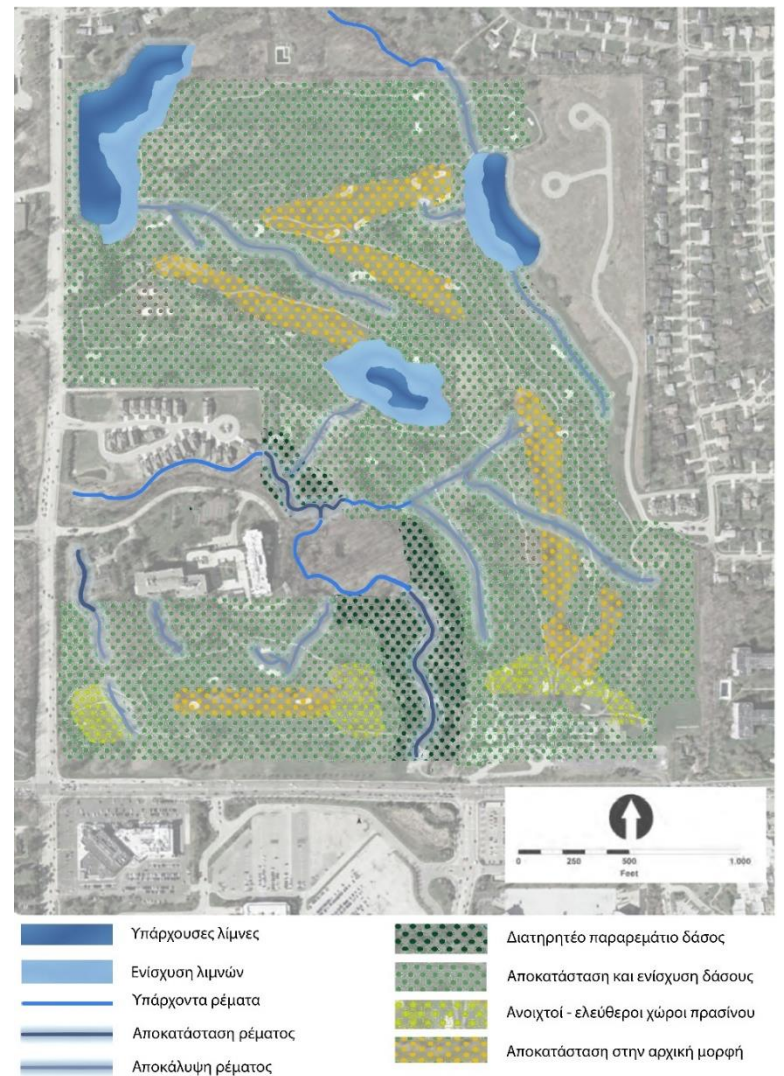 0 250 500 1.000
Feet
Υπάρχουσες λίμνες
Ενίσχυση λιμνών
Υπάρχοντα ρέματα
Αποκατάσταση ρέματος
Αποκάλυψη ρέματος
Διατηρητέο παραρεμάτιο δάσος
Αποκατάσταση και ενίσχυση δάσους
Ανοιχτοί - ελεύθεροι χώροι πρασίνου
Αποκατάσταση στην αρχική μορφή